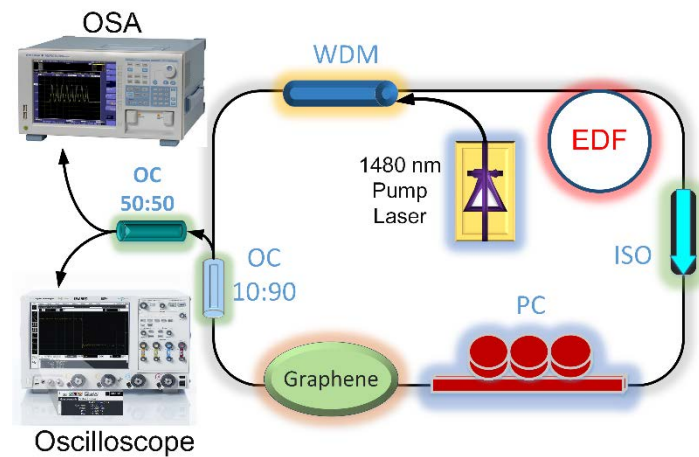 OSA
WDM
EDF
1480 nm
Pump
Laser
OC
50:50
ISO
OC
10:90
PC
Graphene
Oscilloscope